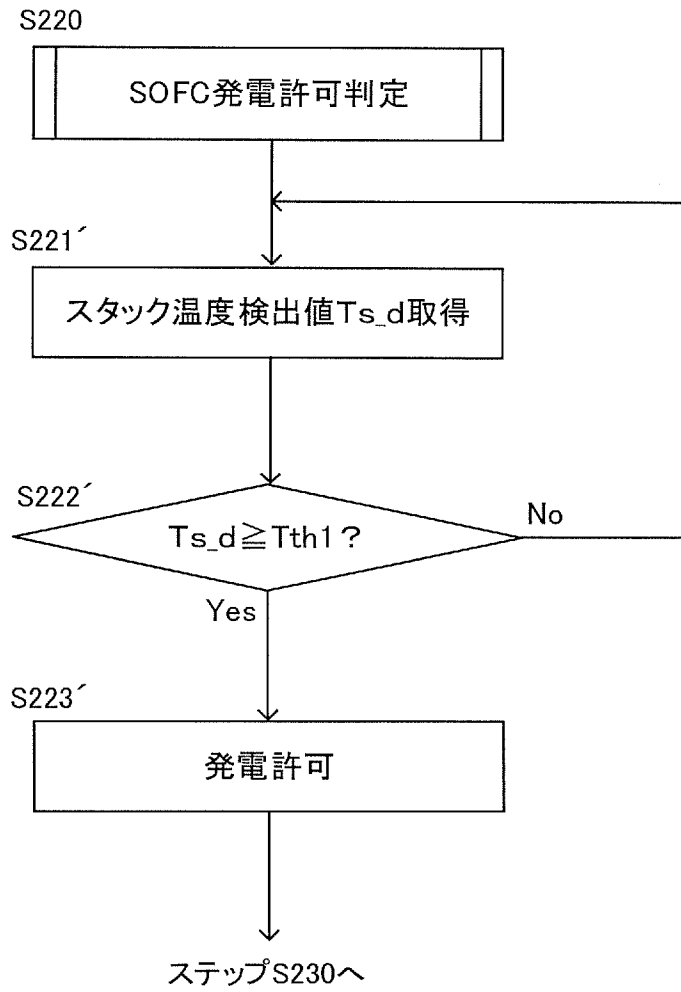 S220
SOFC発電許可判定
S221´
スタック温度検出値Ts_d取得
S222´
Ts_d≧Tth1?
No
Yes
S223´
発電許可
ステップS230へ